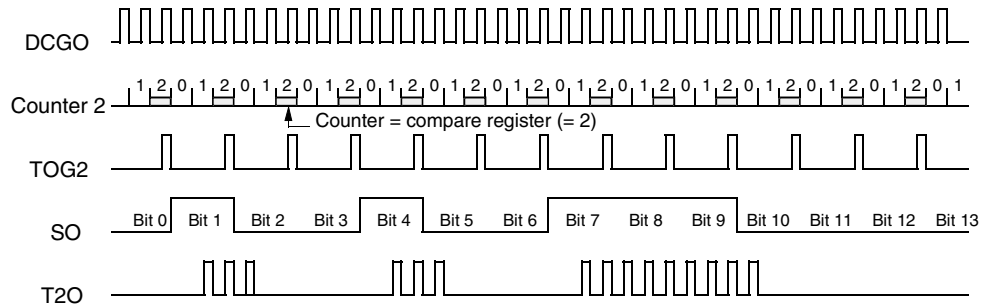 DCGO
1 2 0 1 2 0 1 2 0 1 2 0 1 2 0 1 2 0 1 2 0 1 2 0 1 2 0 1 2 0 1 2 0 1 2 0 1 2 0 1
Counter 2
Counter = compare register (= 2)
TOG2
SO Bit 0 Bit 1 Bit 2 Bit 3 Bit 4 Bit 5 Bit 6 Bit 7 Bit 8 Bit 9 Bit 10 Bit 11 Bit 12 Bit 13
T2O